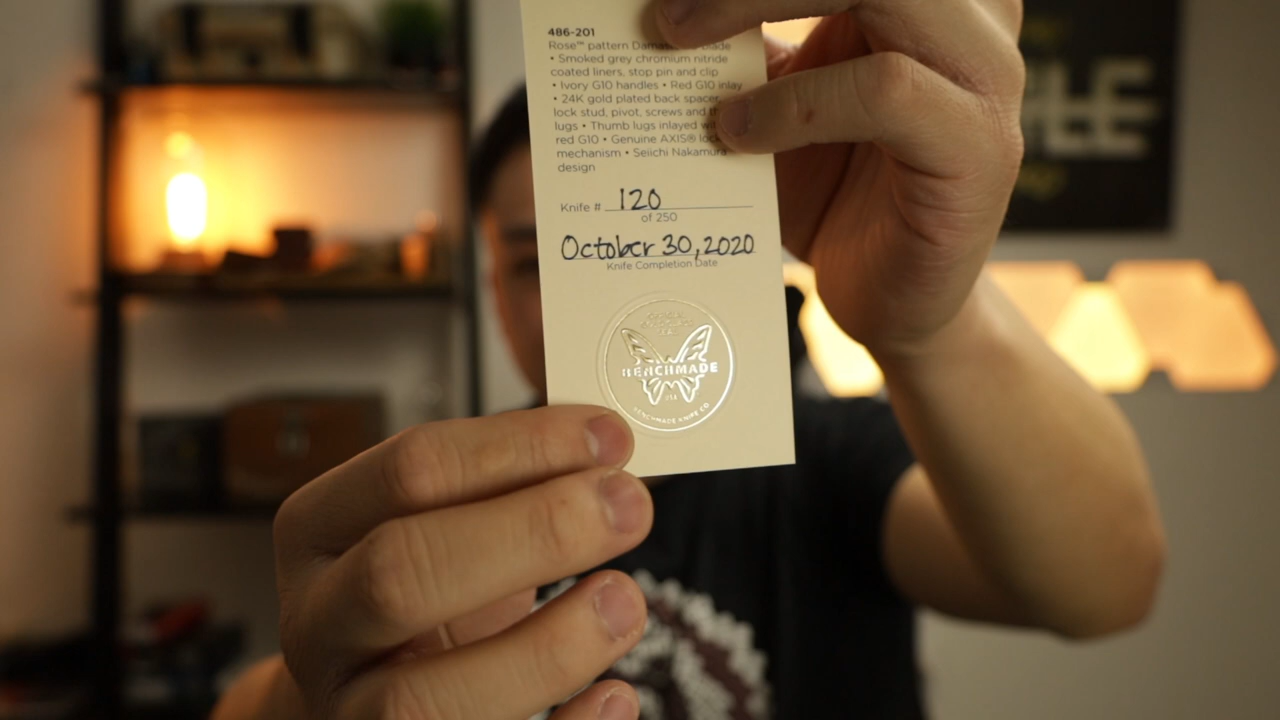 486-201
Rose™ pattern blade
• Smoked grey chromium nitride
coated liners, stop pin and clip
• Ivory G10 handles • Red G10 inlay
• 24K gold plated back spacer
lock stud, pivot, screws and
lugs • Thumb lugs inlayed
red G10 • Genuine AXIS®
mechanism • Seiichi Nakamura
design
Knife # 120
of 250
October 30, 2020
Knife Completion Date
BENCHMADE
BENCHMADE KNIFE CO